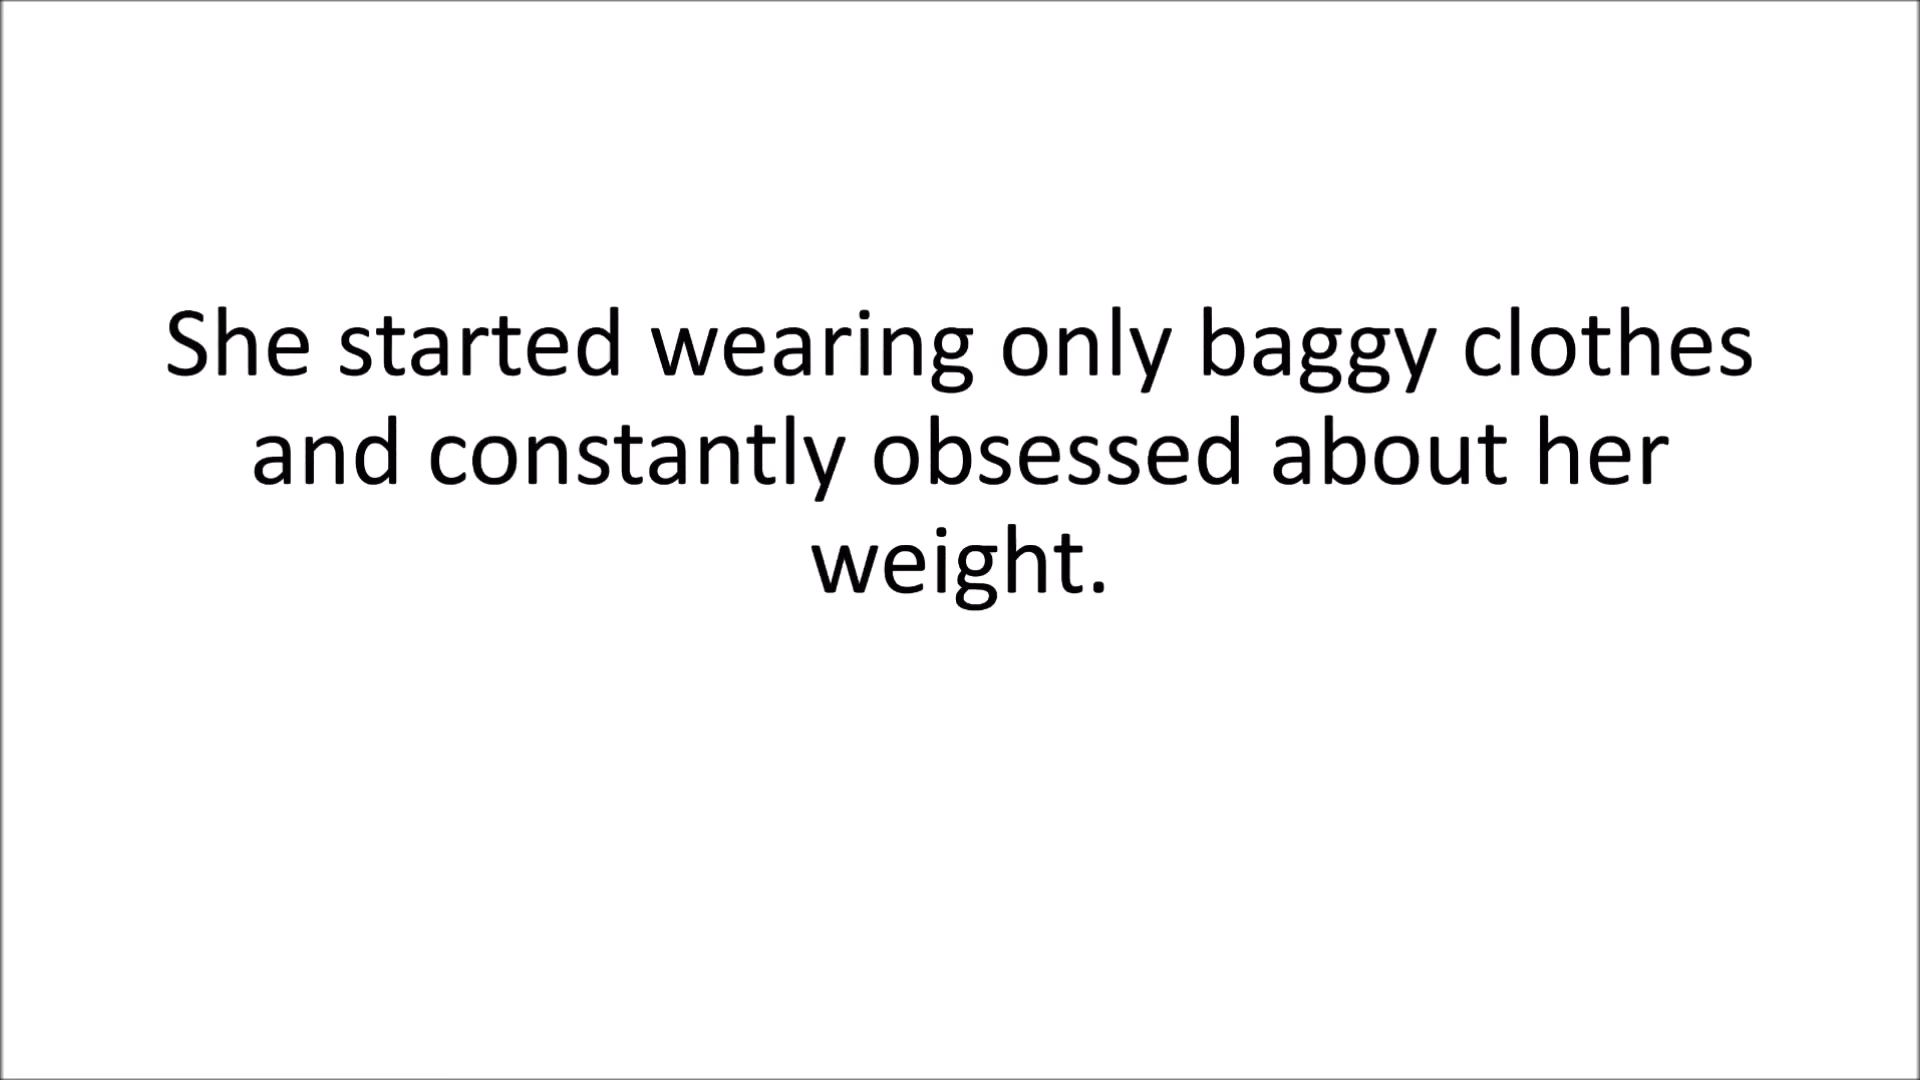 She started wearing only baggy clothes
and constantly obsessed about her
weight.